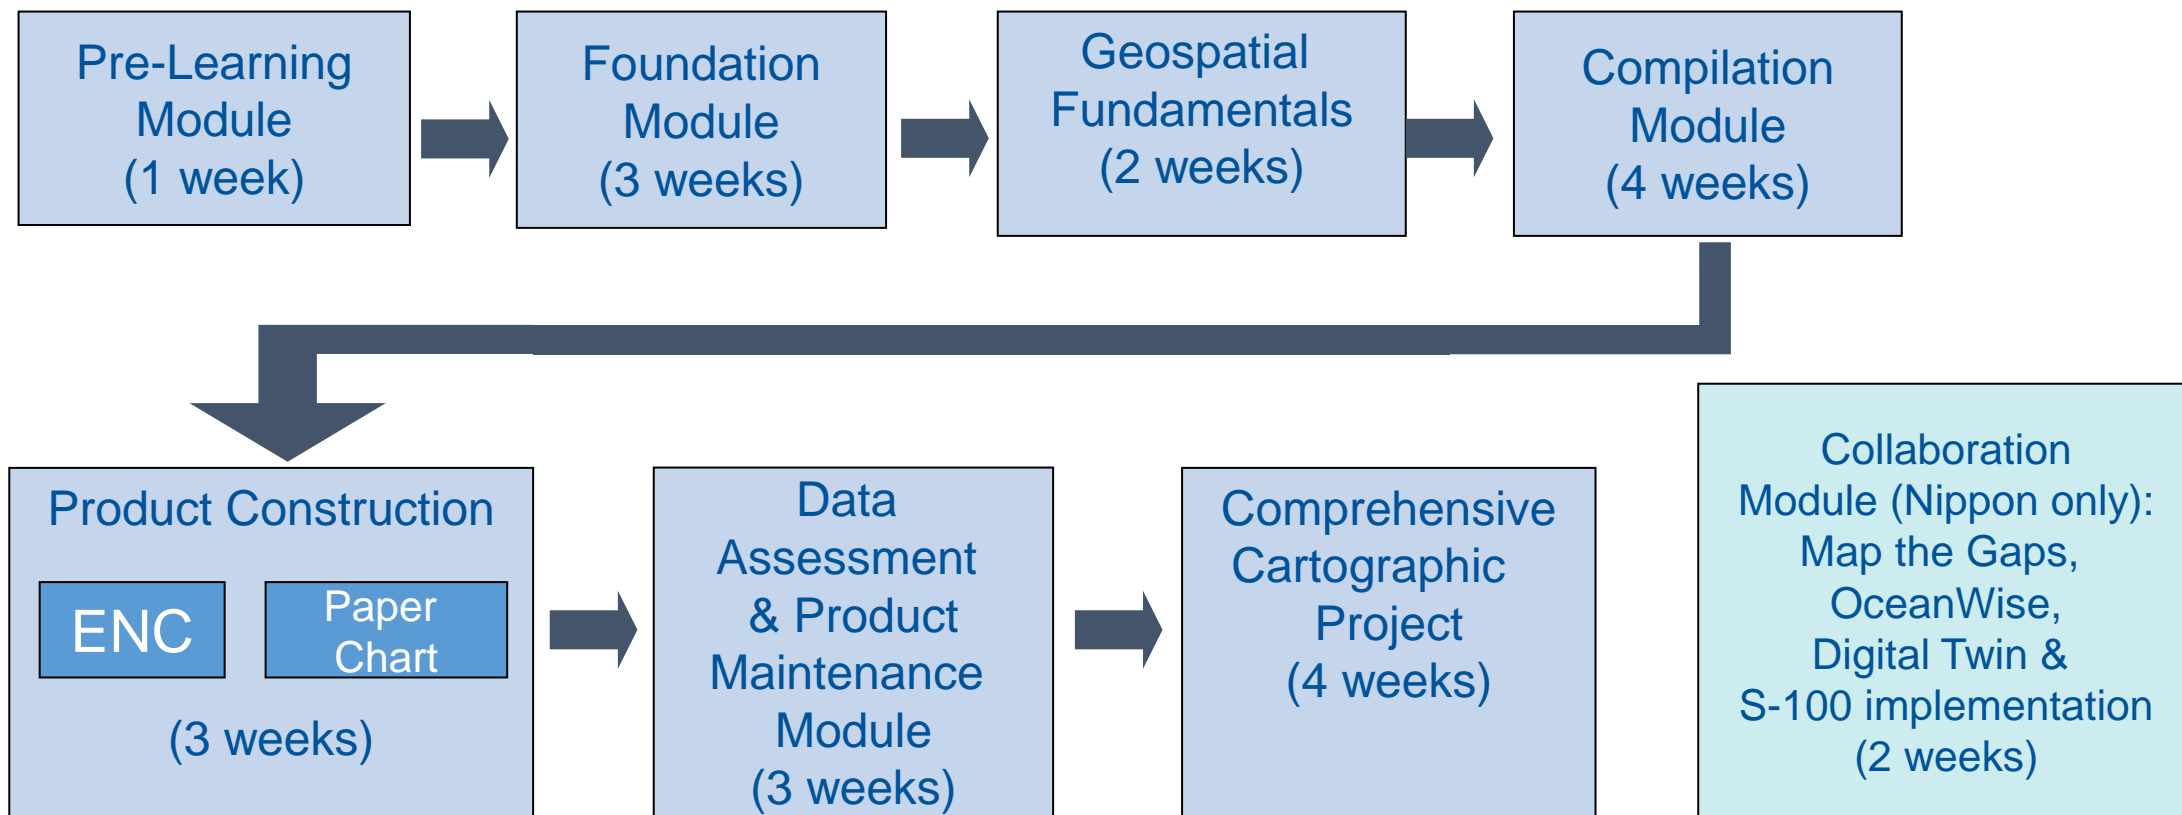 Pre-Learning
Module
(1 week)
Foundation
Module
(3 weeks)
Geospatial
Fundamentals
(2 weeks)
Compilation
Module
(4 weeks)
Product Construction
ENC
Paper
Chart
(3 weeks)
Data
Assessment
& Product
Maintenance
Module
(3 weeks)
Comprehensive
Cartographic
Project
(4 weeks)
Collaboration
Module (Nippon only):
Map the Gaps,
OceanWise,
Digital Twin &
S-100 implementation
(2 weeks)